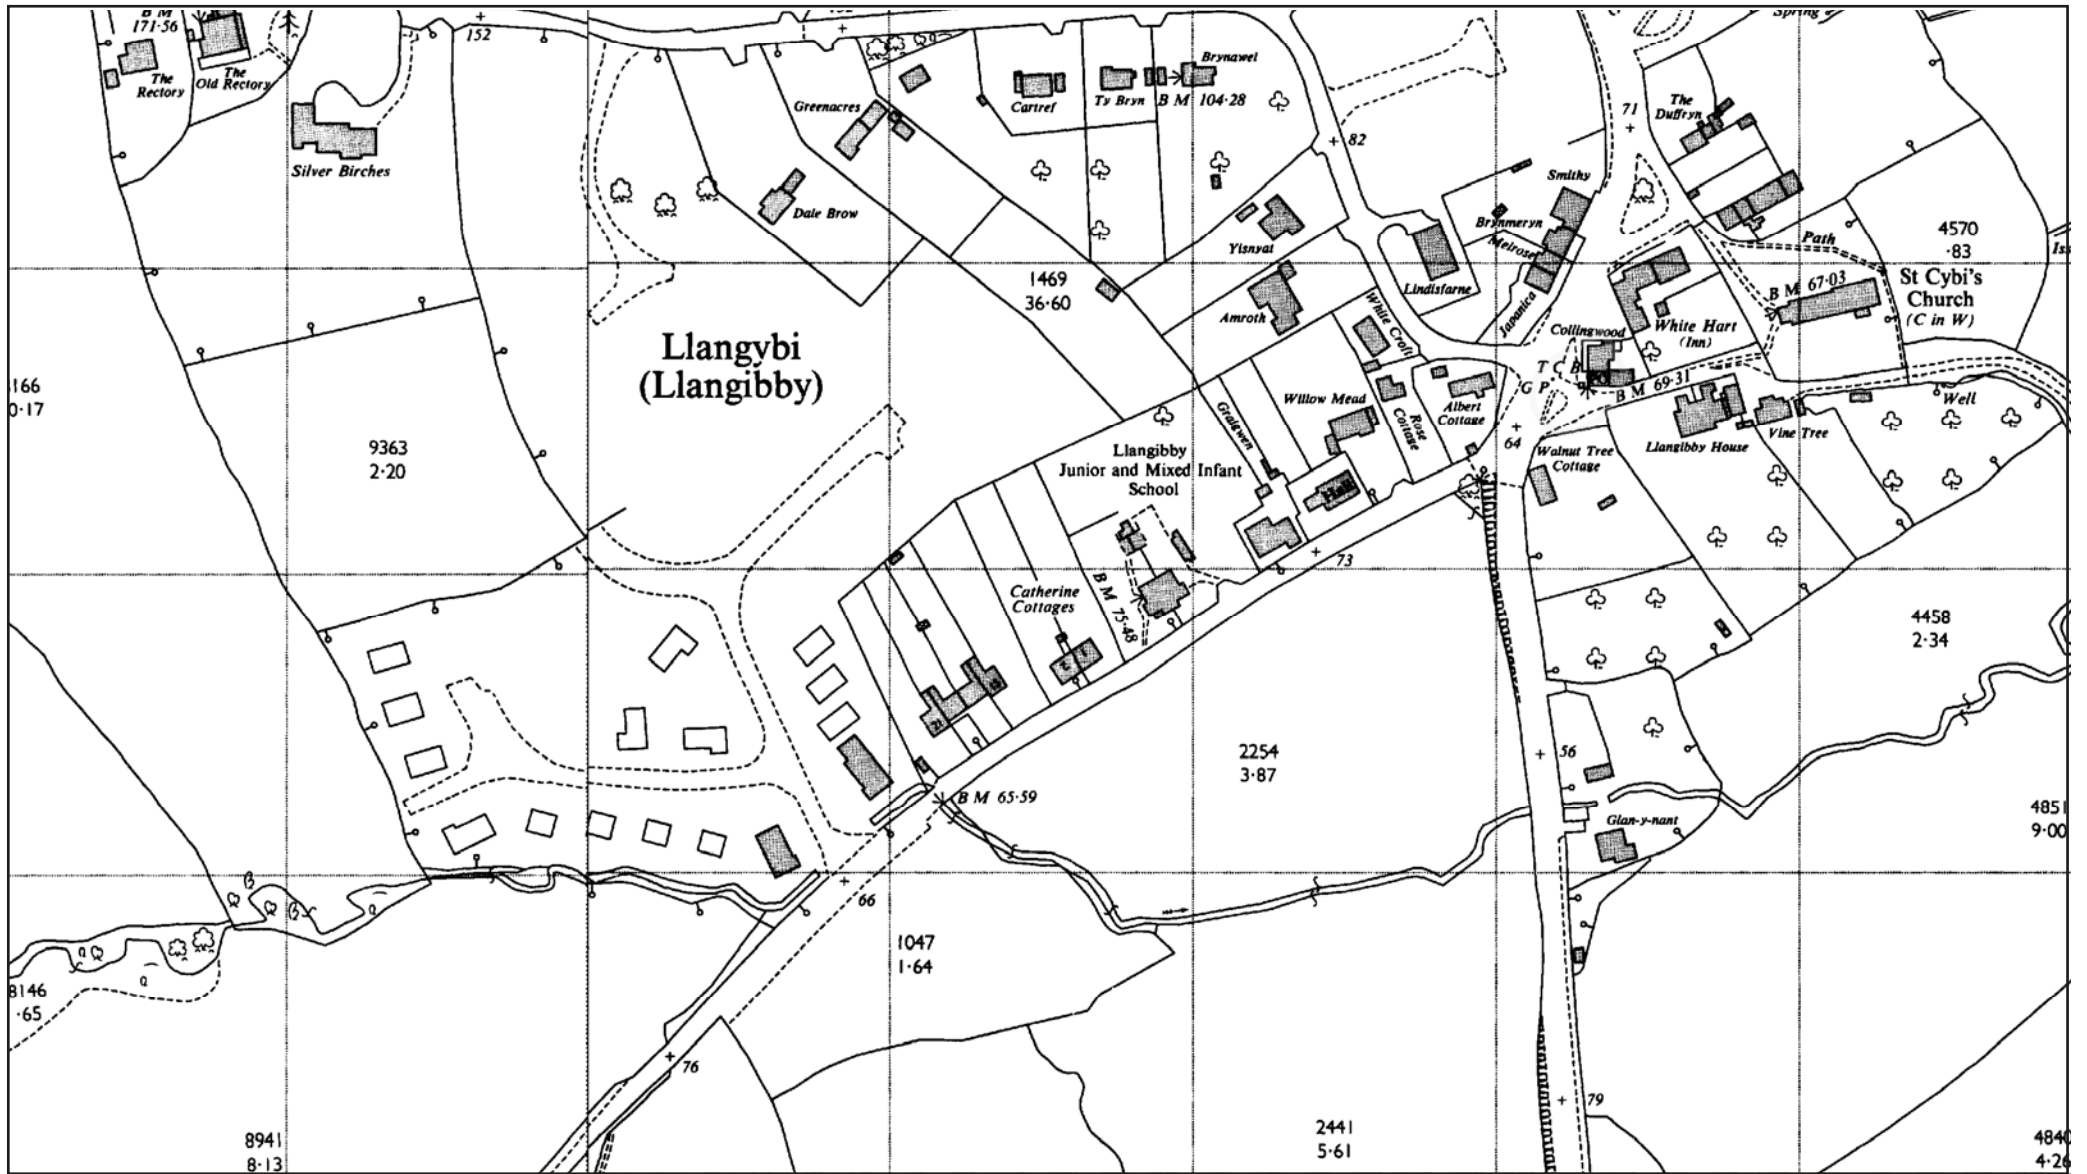 B M
171·56
152
Spring
The
Rectory
The
Old Rectory
Silver Birches
Greenacres
Cartref
Ty Bryn
B M 104·28
Brynawel
82
71
The
Duffryn
Dale Brow
Yisnyat
Smithy
Brynmeryn
Melrose
Japanica
Lindisfarne
Path
4570
·83
St Cybi's
Church
(C in W)
B M 67·03
1469
36·60
Amroth
White Croft
Collingwood
White Hart
(Inn)
T C B
G P
PO
B M 69·31
Llangybi
(Llangibby)
166
0·17
9363
2·20
Graigwen
Willow Mead
Rose
Cottage
Albert
Cottage
64
Walnut Tree
Cottage
Llangibby House
Vine Tree
Well
Llangibby
Junior and Mixed Infant
School
Hall
73
Catherine
Cottages
B M 75·48
4458
2·34
2254
3·87
56
B M 65·59
Glan-y-nant
4851
9·00
66
1047
1·64
8146
·65
76
79
8941
8·13
2441
5·61
4840
4·26